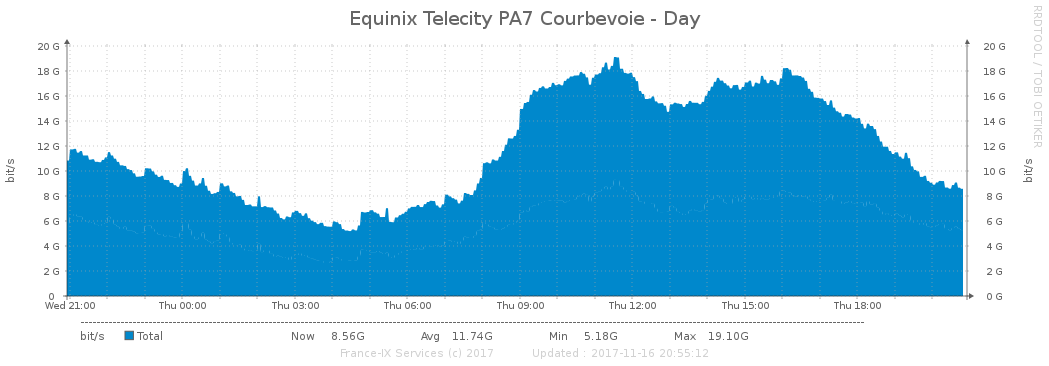 Equinix Telecity PA7 Courbevoie - Day
RRDTOOL / TOBI OETIKER
bit/s
20 G 20 G
18 G 18 G
16 G 16 G
14 G 14 G
12 G 12 G
10 G 10 G
8 G 8 G
6 G 6 G
4 G 4 G
2 G 2 G
0 0 G
bit/s
Wed 21:00 Thu 00:00 Thu 03:00 Thu 06:00 Thu 09:00 Thu 12:00 Thu 15:00 Thu 18:00
bit/s Total Now 8.56G Avg 11.74G Min 5.18G Max 19.10G
France-IX Services (c) 2017 Updated : 2017-11-16 20:55:12